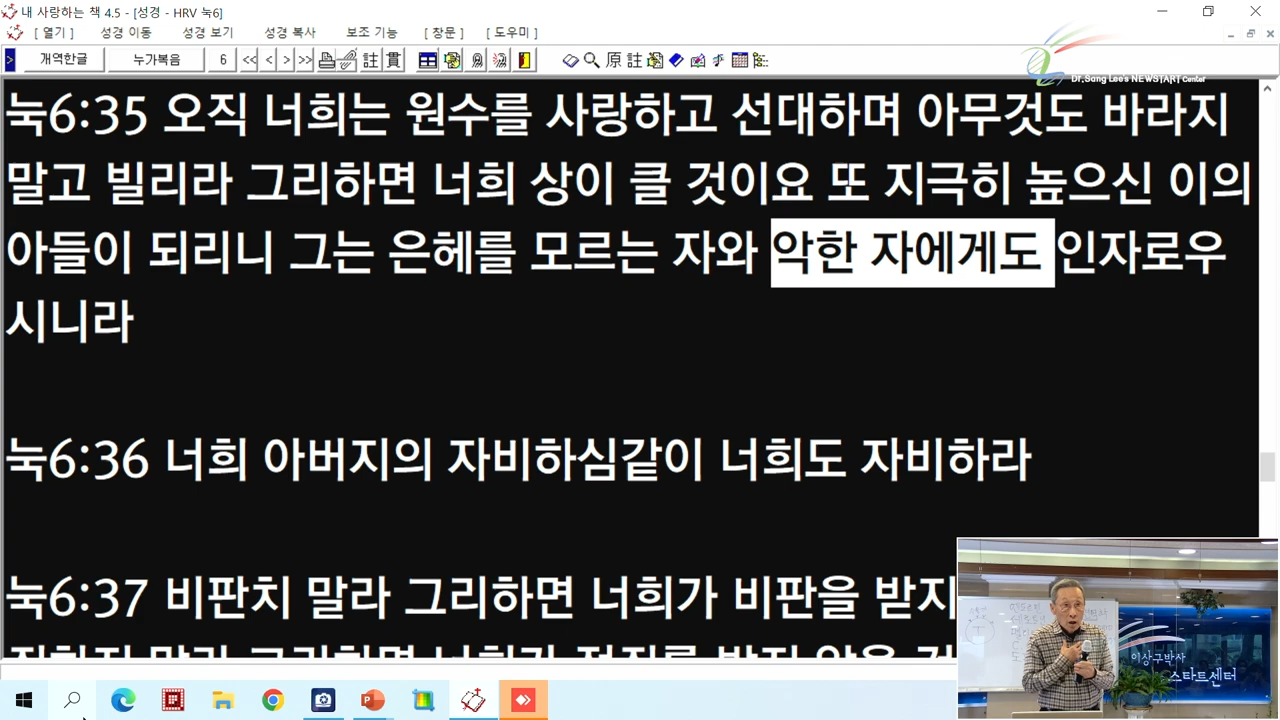 내 사랑하는 책 4.5 - [성경 - HRV 눅6]
[ 열기 ] 성경 이동 성경 보기 성경 복사 보조 기능 [ 창문 ] [ 도우미 ]
개역한글 누가복음 6 << < > >> 註 貫 原 註
Dr.Sang Lee's NEWSTART Center
눅6:35 오직 너희는 원수를 사랑하고 선대하며 아무것도 바라지
말고 빌리라 그리하면 너희 상이 클 것이요 또 지극히 높으신 이의
아들이 되리니 그는 은혜를 모르는 자와 악한 자에게도 인자로우
시니라
눅6:36 너희 아버지의 자비하심같이 너희도 자비하라
눅6:37 비판치 말라 그리하면 너희가 비판을 받지
이상구박사
스타트센터